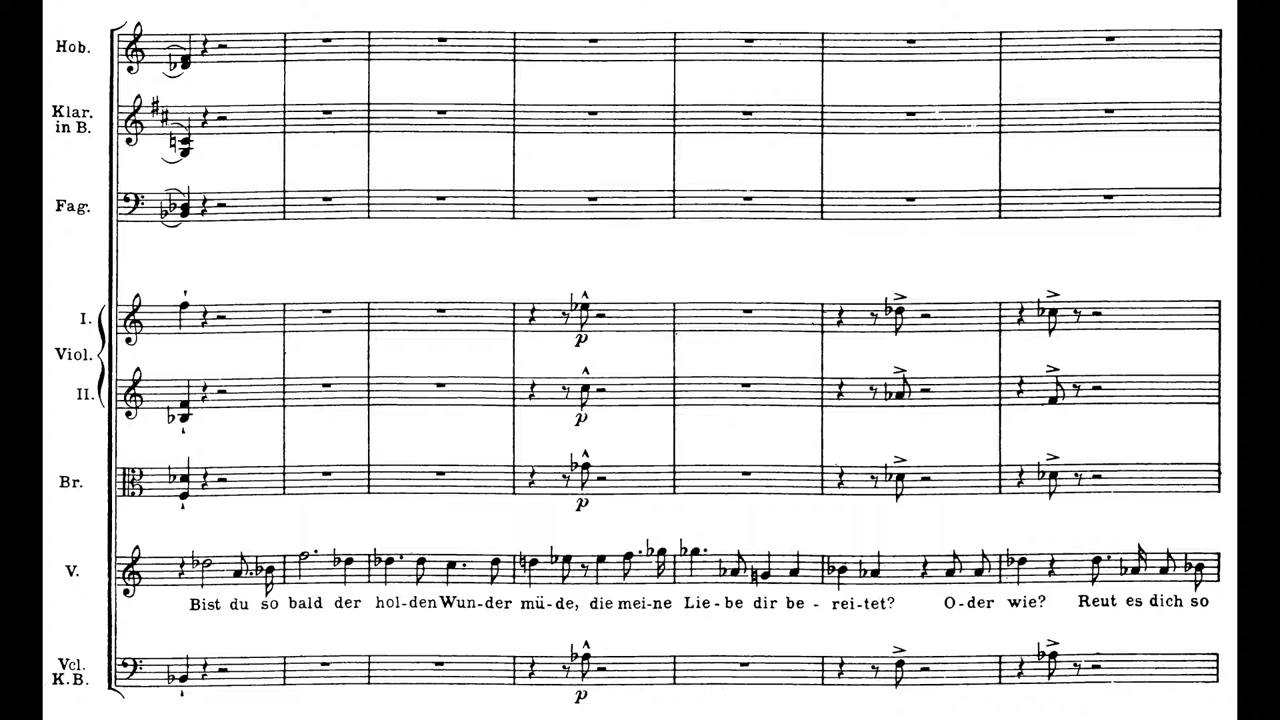 Hob.
Klar.
in B.
Fag.
I.
Viol.
II.
p
p
Br.
p
V.
Bist du so bald der hol-den Wun-der mü-de, die mei-ne Lie-be dir be - rei-tet? O-der wie? Reut es dich so
Vcl.
K.B.
p